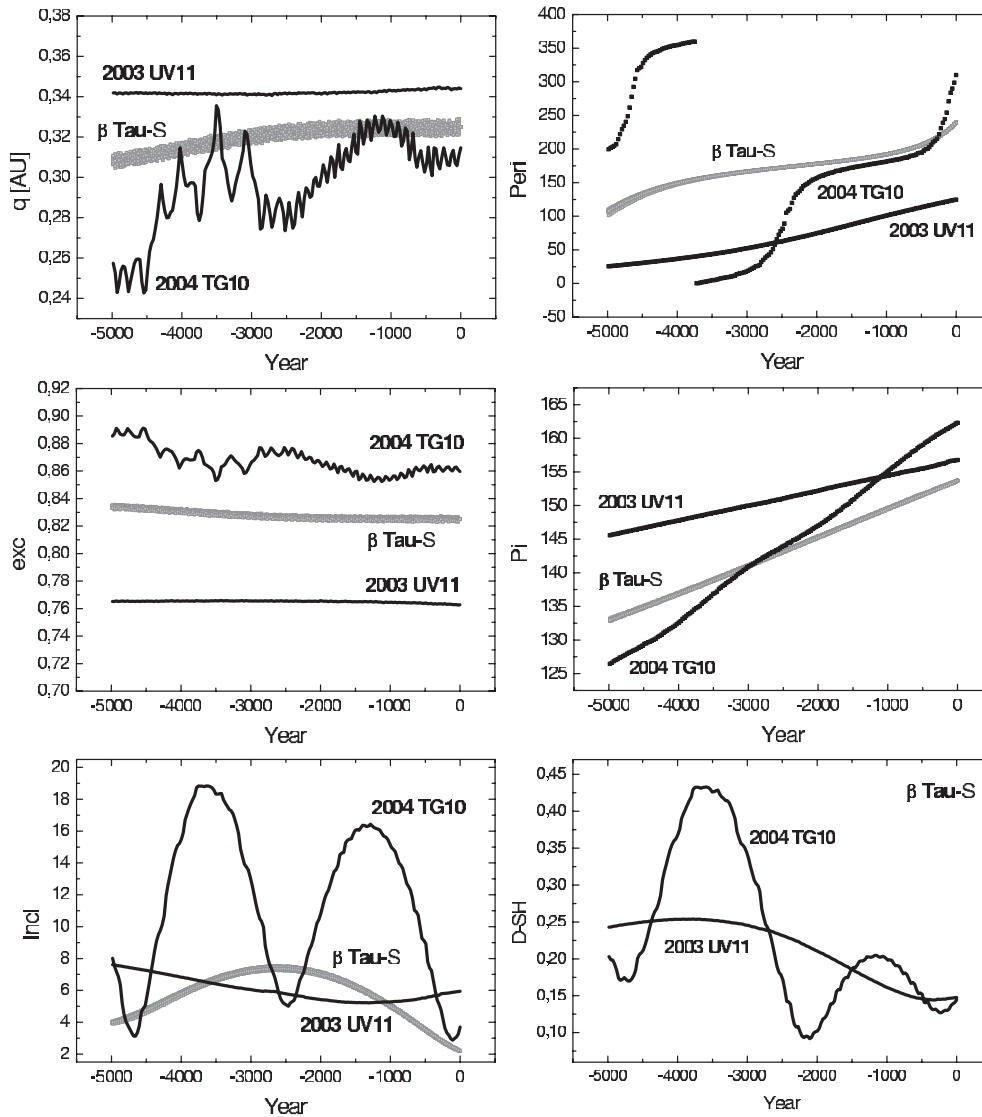 0,38
0,36
0,34
0,32
0,30
0,28
0,26
0,24
q [AU]
2003 UV11
β Tau-S
2004 TG10
-5000 -4000 -3000 -2000 -1000 0
Year
350
300
250
200
150
100
50
0
-50
Peri
β Tau-S
2004 TG10
2003 UV11
-5000 -4000 -3000 -2000 -1000 0
Year
0,92
0,90
0,88
0,86
0,84
0,82
0,80
0,78
0,76
0,74
0,72
0,70
exc
2004 TG10
β Tau-S
2003 UV11
-5000 -4000 -3000 -2000 -1000 0
Year
165
160
155
150
145
140
135
130
125
Pi
2003 UV11
β Tau-S
2004 TG10
-5000 -4000 -3000 -2000 -1000 0
Year
20
18
16
14
12
10
8
6
4
2
Incl
2004 TG10
β Tau-S
2003 UV11
-5000 -4000 -3000 -2000 -1000 0
Year
0,45
0,40
0,35
0,30
0,25
0,20
0,15
0,10
D-SH
β Tau-S
2004 TG10
2003 UV11
-5000 -4000 -3000 -2000 -1000 0
Year